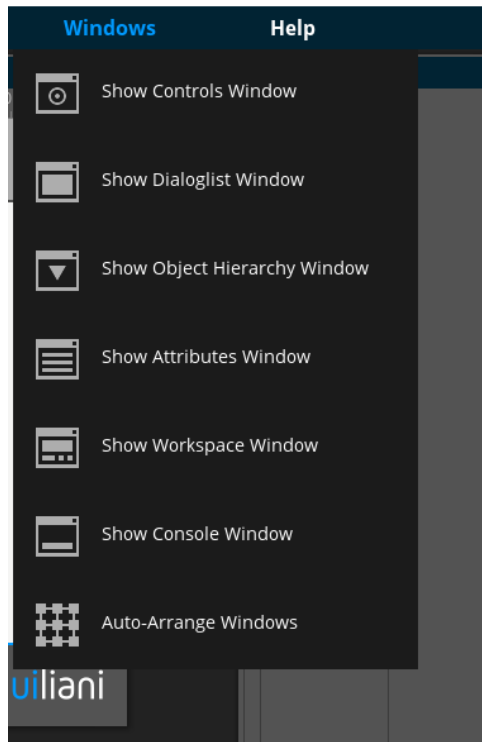 Windows Help
Show Controls Window
Show Dialoglist Window
Show Object Hierarchy Window
Show Attributes Window
Show Workspace Window
Show Console Window
Auto-Arrange Windows
uiliani